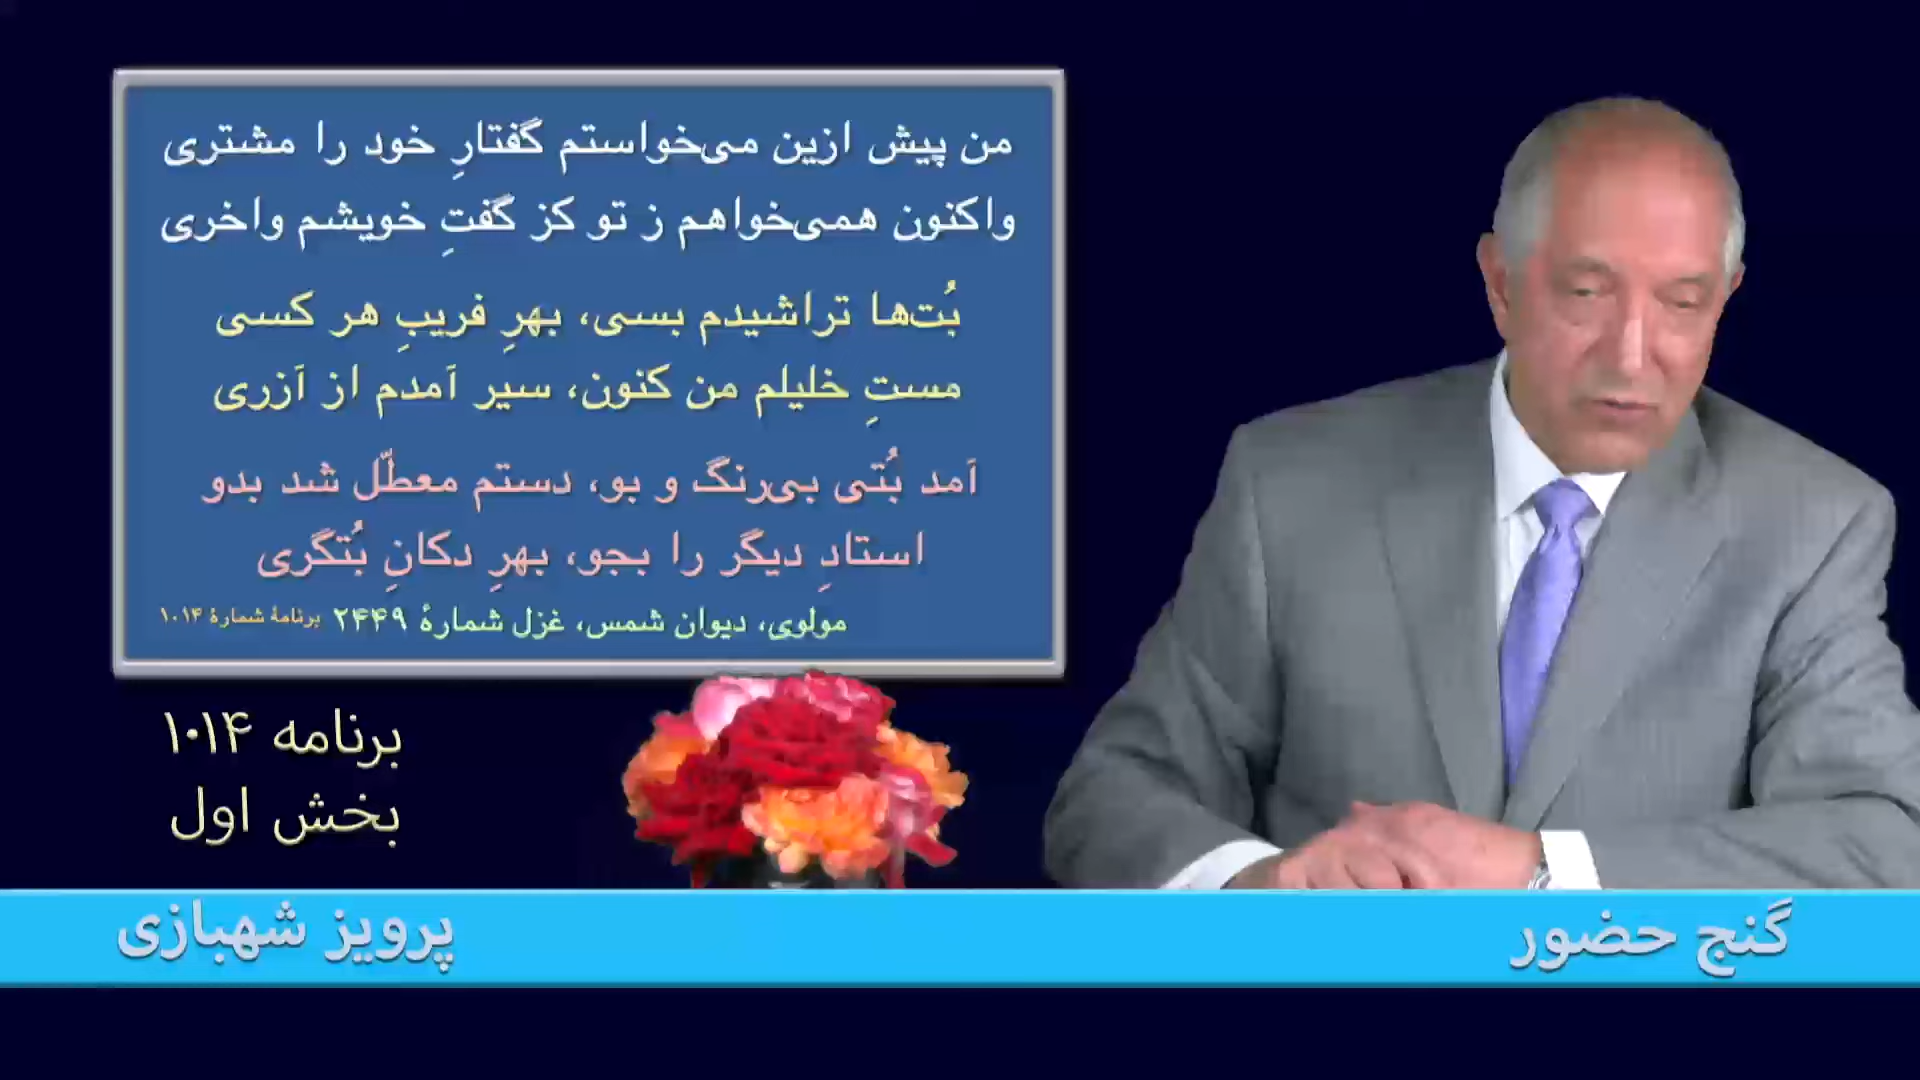 من پیش ازین می‌خواستم گفتارِ خود را مشتری
واکنون همی‌خواهم ز تو کز گفتِ خویشم واخری
بُت‌ها تراشیدم بسی، بهرِ فریبِ هر کسی
مستِ خلیلم من کنون، سیر آمدم از آزری
آمد بُتی بی‌رنگ و بو، دستم معطّل شد بدو
استادِ دیگر را بجو، بهرِ دکانِ بُتگری
مولوی، دیوان شمس، غزل شمارهٔ ۲۴۴۹ برنامهٔ شمارهٔ ۱۰۱۴
برنامه ۱۰۱۴
بخش اول
گنج حضور
پرویز شهبازی